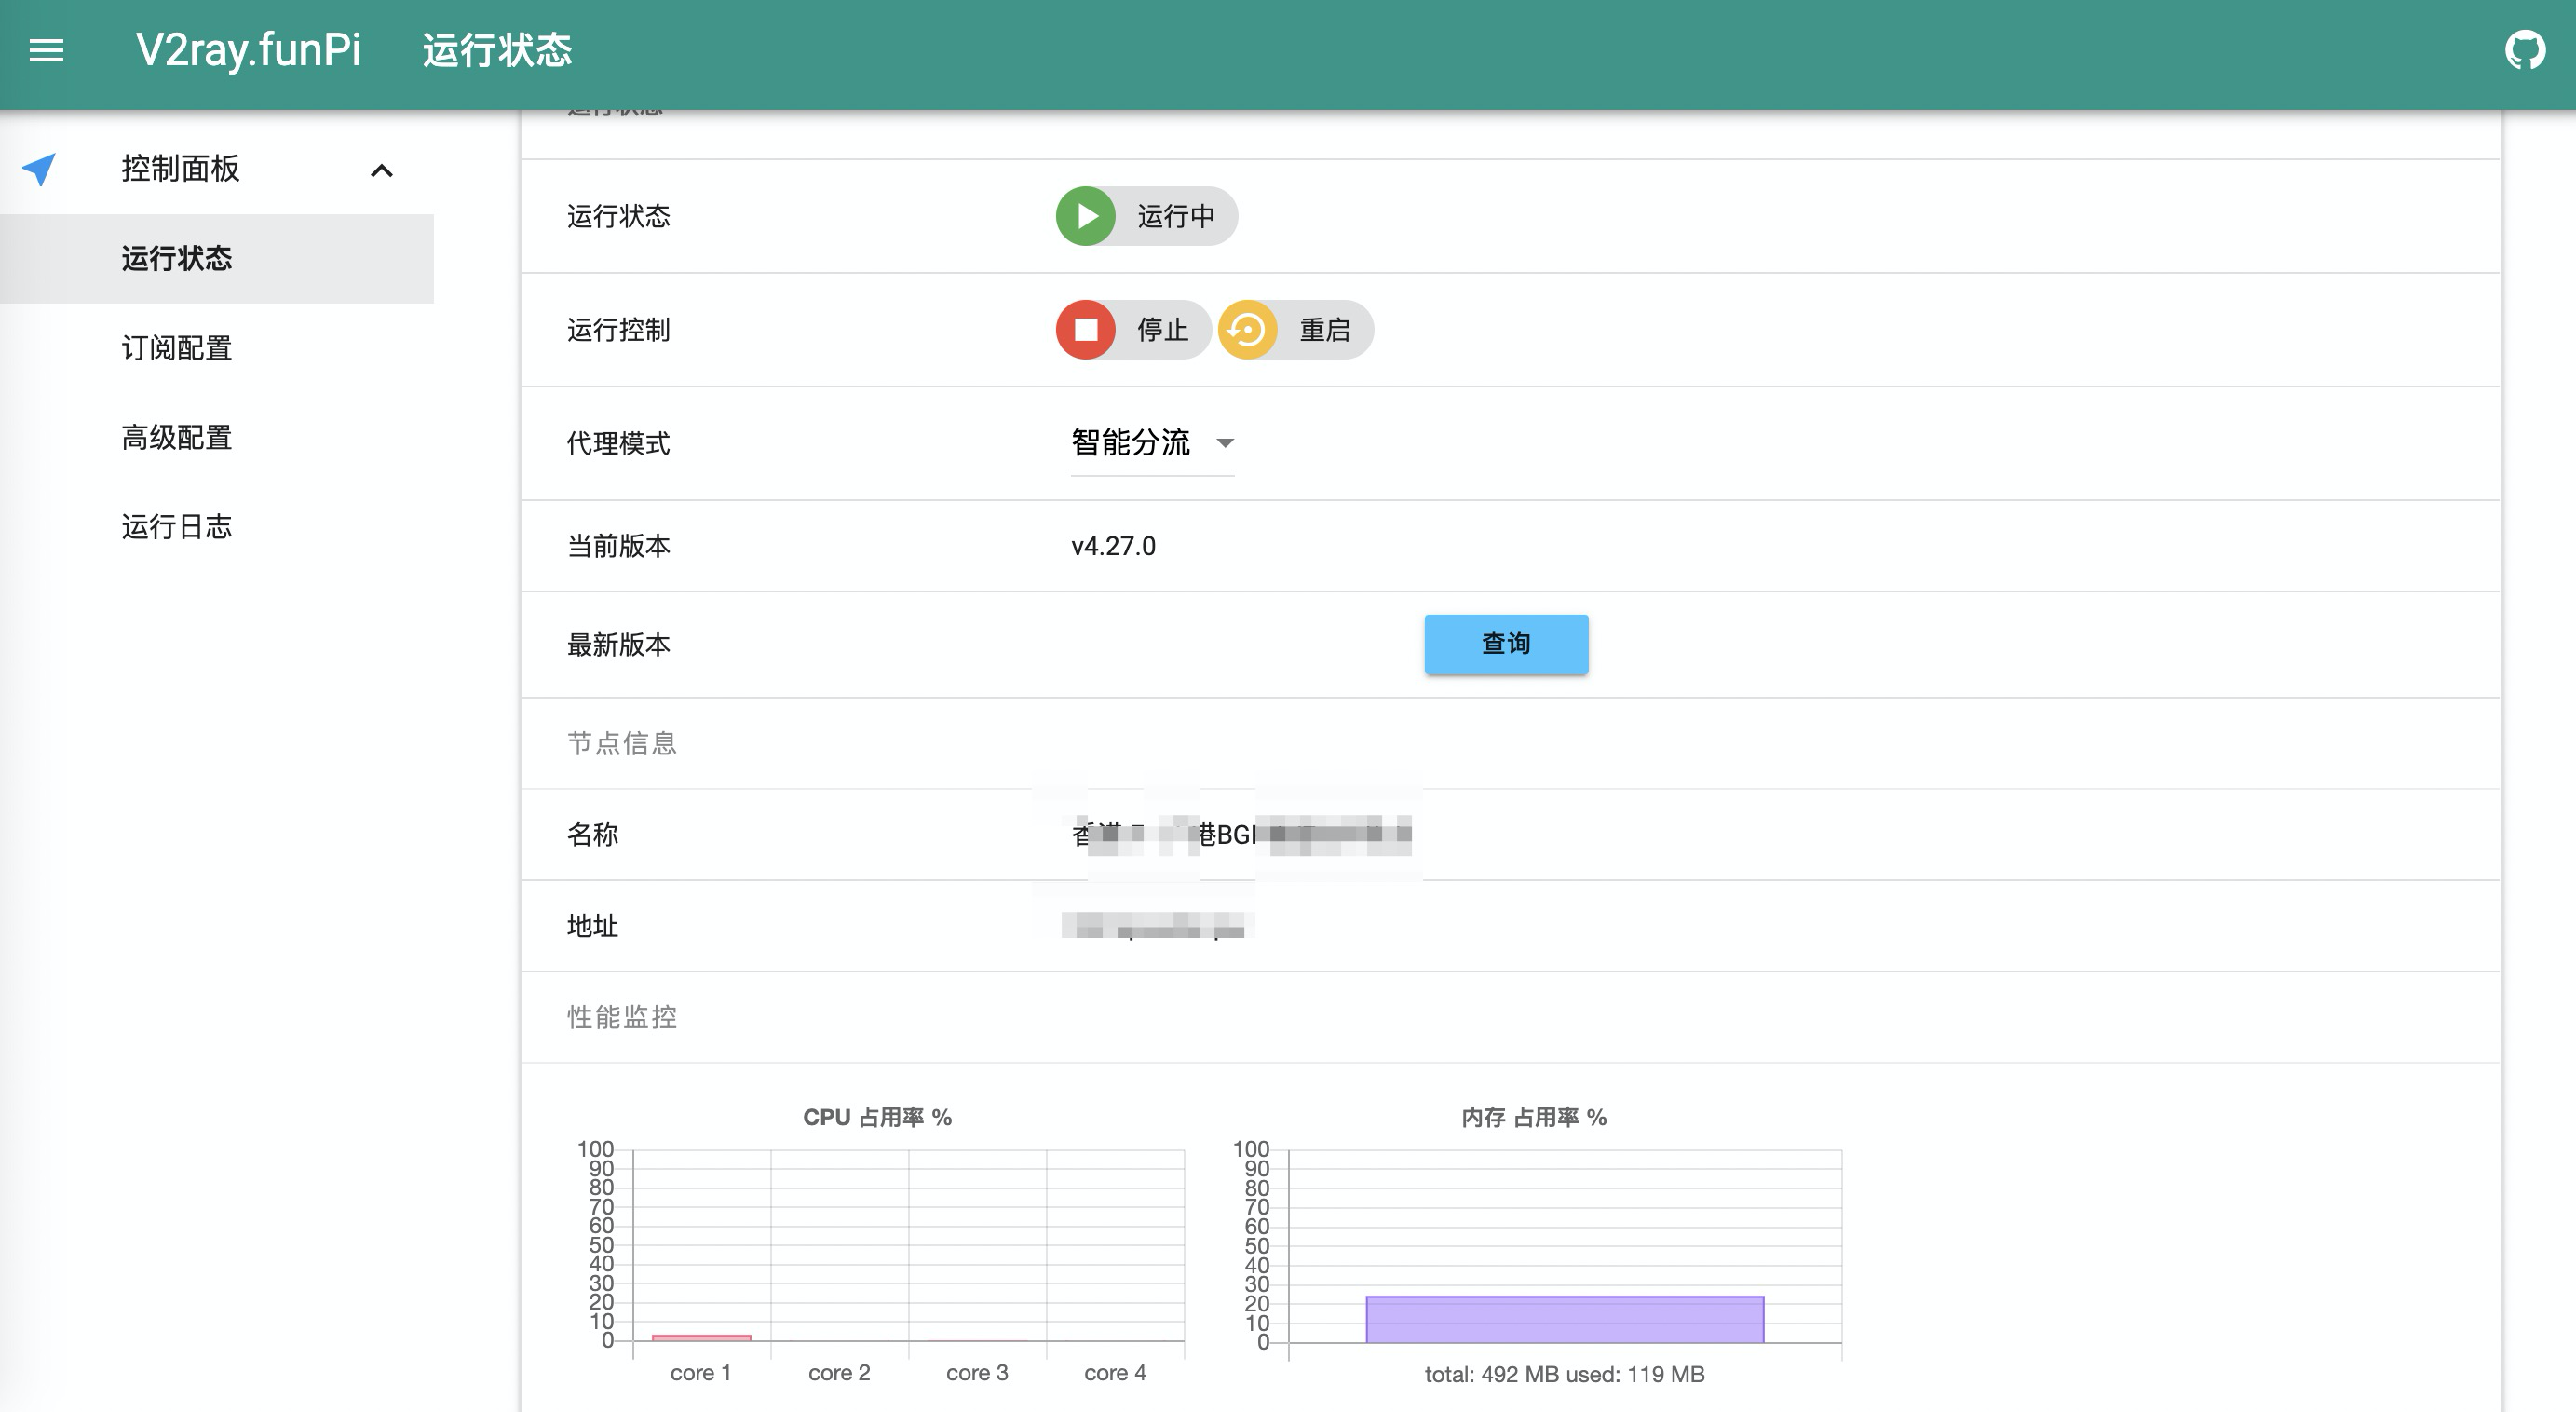 V2ray.funPi 运行状态
运行状态
控制面板
运行状态
订阅配置
高级配置
运行日志
运行状态 运行中
运行控制 停止 重启
代理模式 智能分流
当前版本 v4.27.0
最新版本 查询
节点信息
名称 港BG
地址
性能监控
CPU 占用率 %
100
90
80
70
60
50
40
30
20
10
0
core 1 core 2 core 3 core 4
内存 占用率 %
100
90
80
70
60
50
40
30
20
10
0
total: 492 MB used: 119 MB